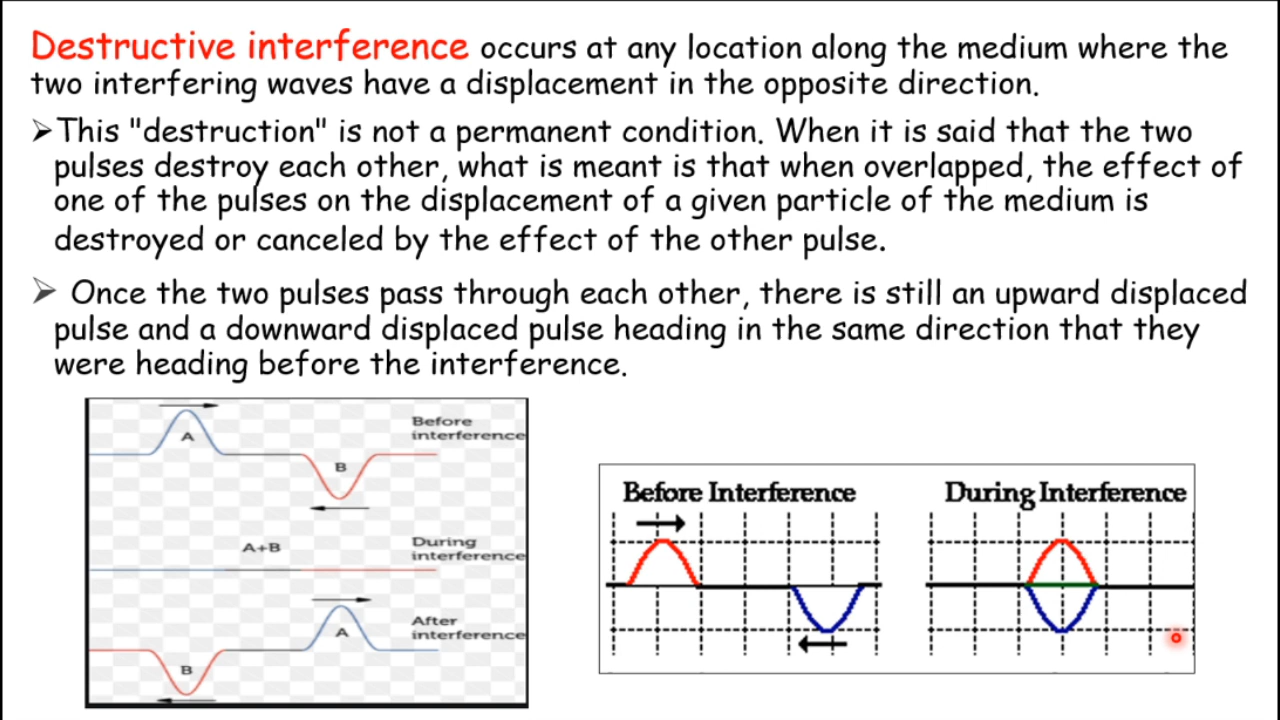 Destructive interference occurs at any location along the medium where the
two interfering waves have a displacement in the opposite direction.
➢This "destruction" is not a permanent condition. When it is said that the two
pulses destroy each other, what is meant is that when overlapped, the effect of
one of the pulses on the displacement of a given particle of the medium is
destroyed or canceled by the effect of the other pulse.
➢ Once the two pulses pass through each other, there is still an upward displaced
pulse and a downward displaced pulse heading in the same direction that they
were heading before the interference.
Before
interference
A
B
A+B
During
interference
After
interference
A
B
Before Interference
During Interference